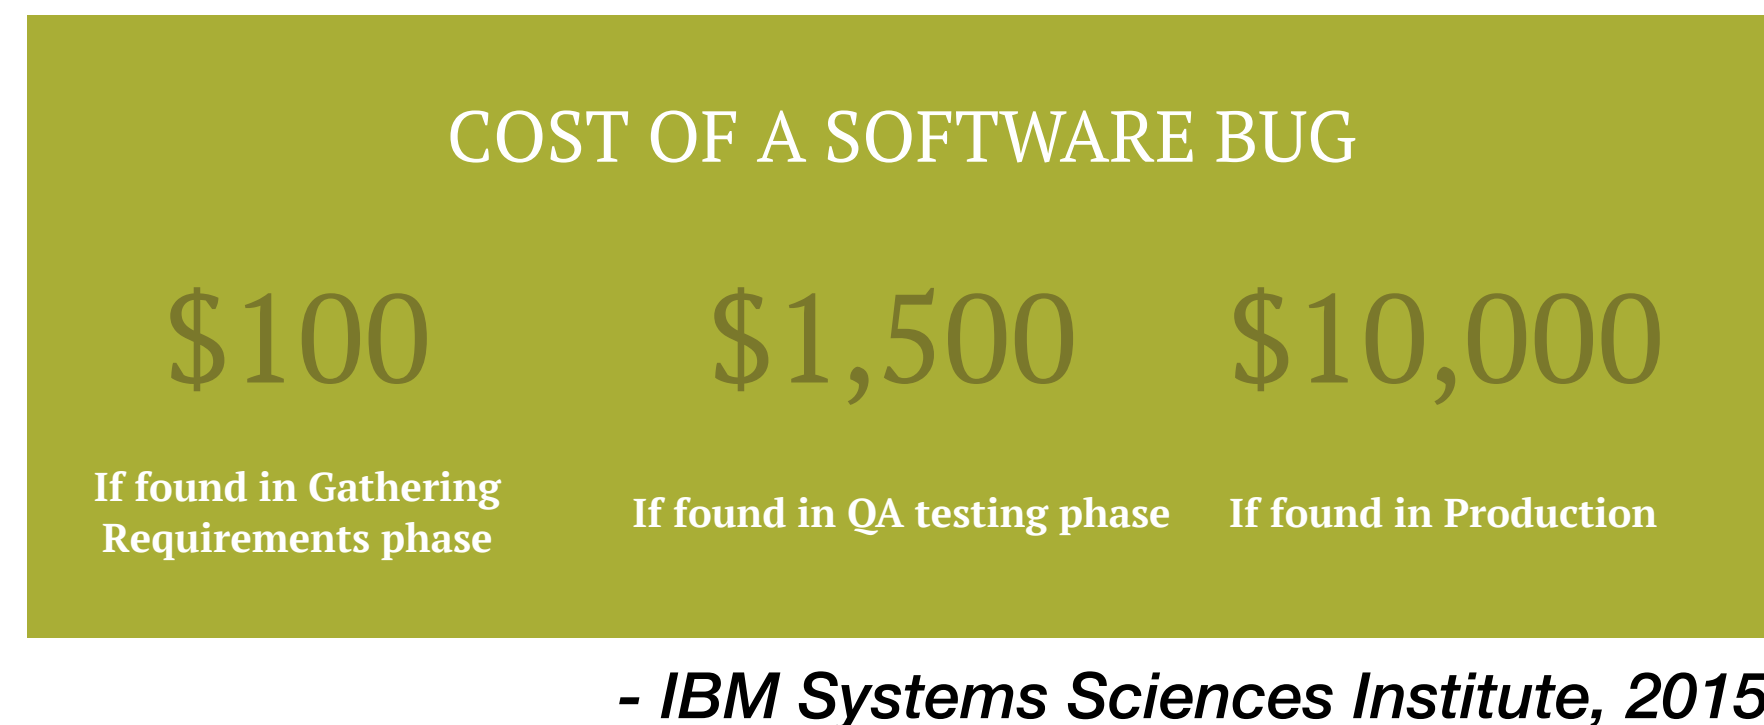 COST OF A SOFTWARE BUG
$100
$1,500
$10,000
If found in Gathering
Requirements phase
If found in QA testing phase
If found in Production
- IBM Systems Sciences Institute, 2015